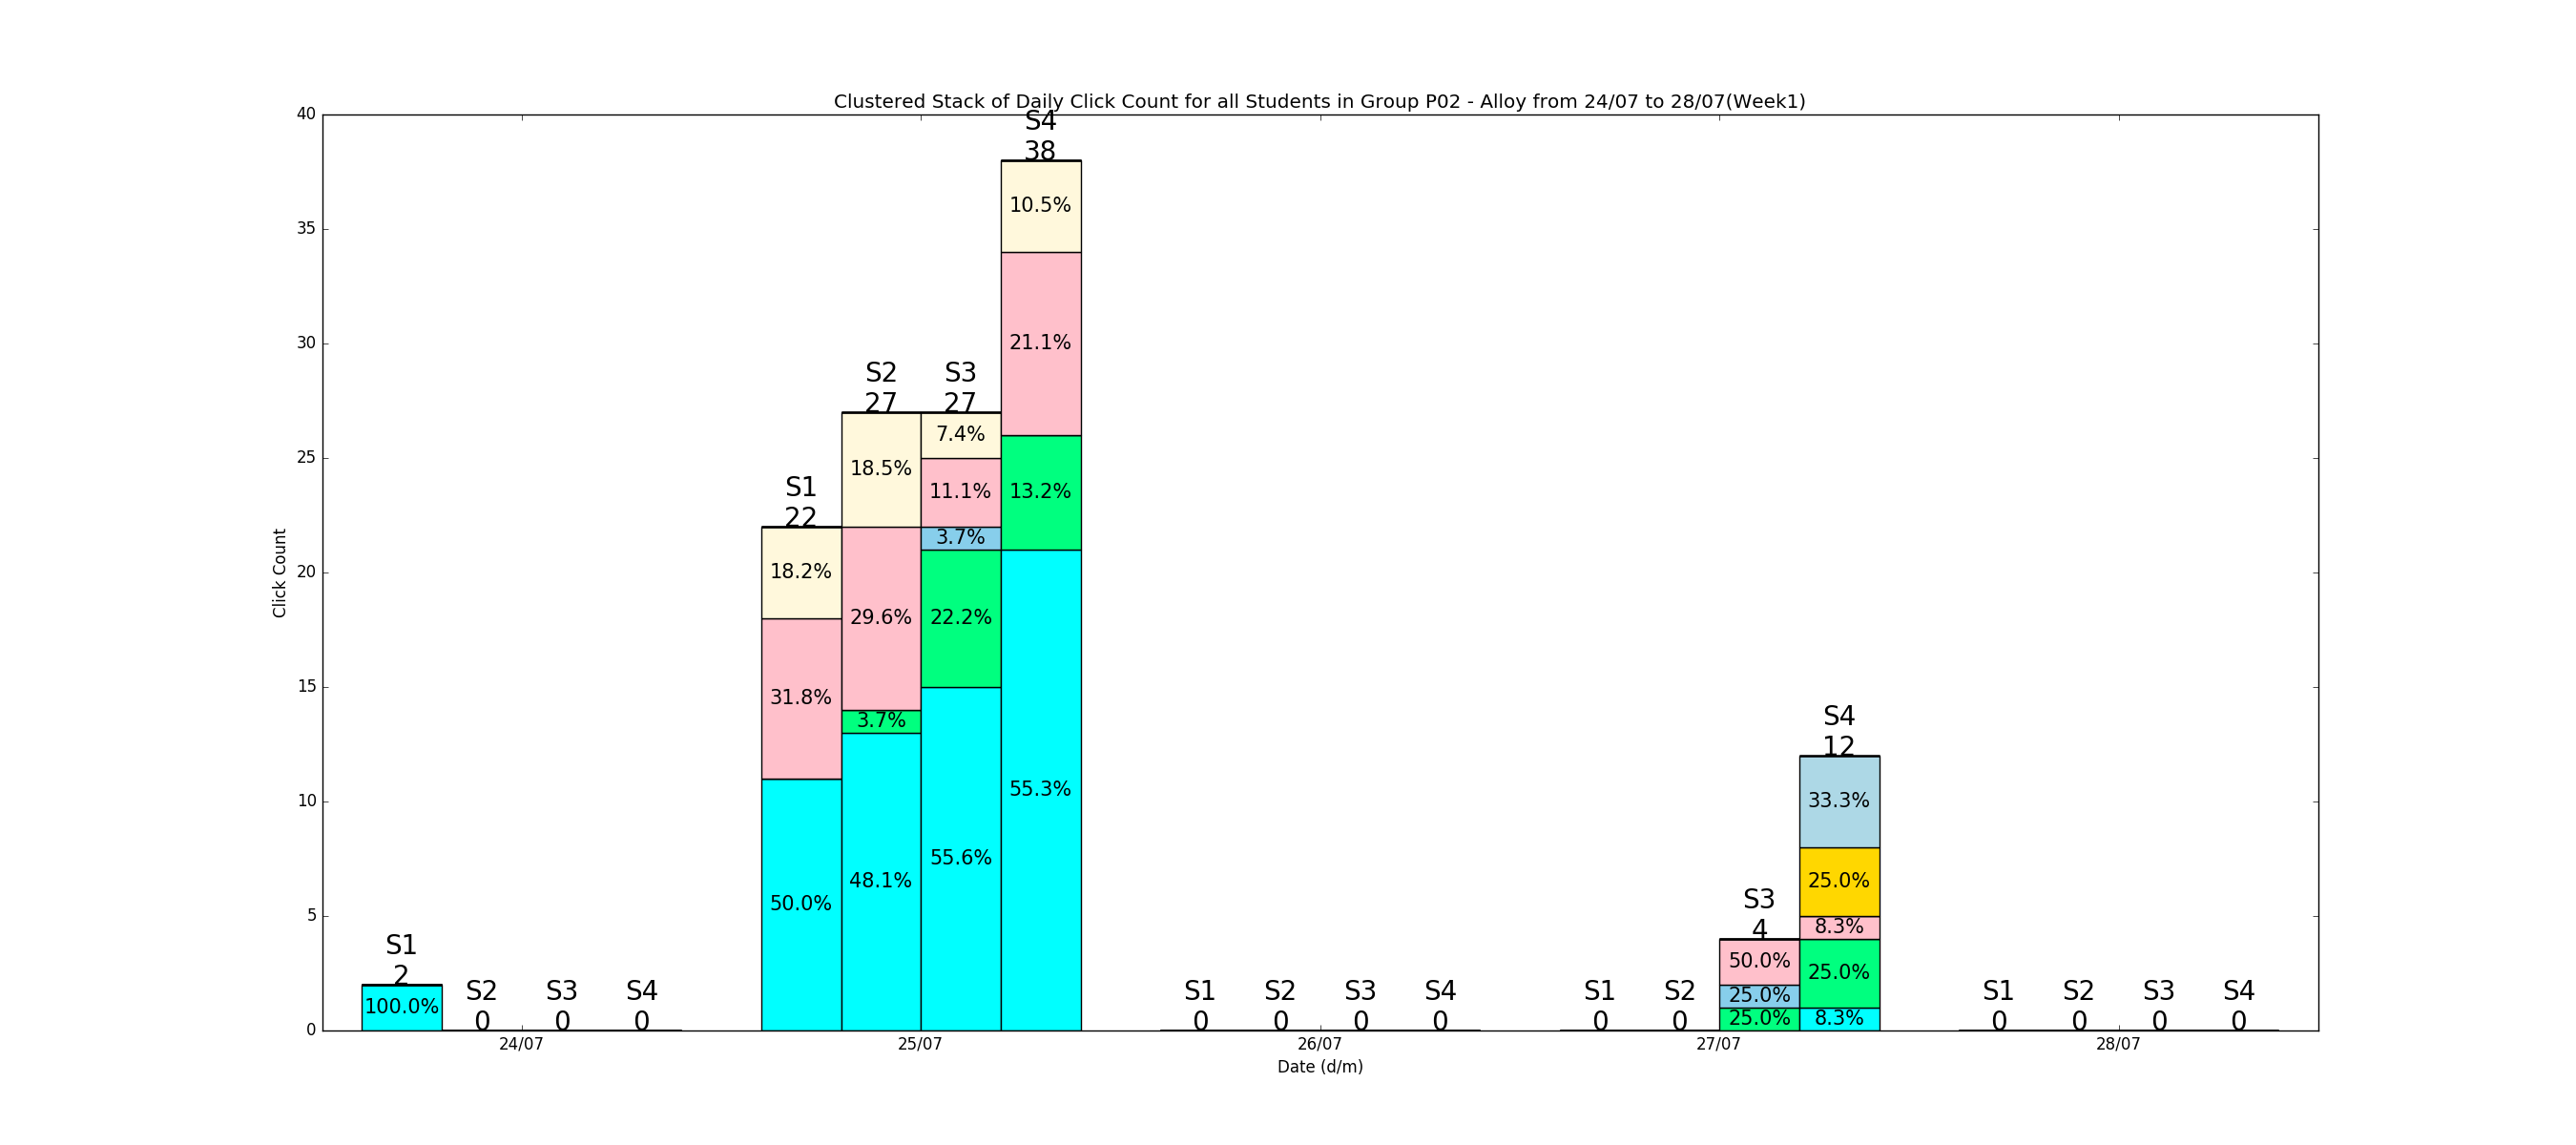 Clustered Stack of Daily Click Count for all Students in Group P02 - Alloy from 24/07 to 28/07(Week1)
Click Count
40
35
30
25
20
15
10
5
0
S1
2
100.0%
S2
0
S3
0
S4
0
S1
22
18.2%
31.8%
50.0%
S2
27
18.5%
29.6%
3.7%
48.1%
S3
27
7.4%
11.1%
3.7%
22.2%
55.6%
S4
38
10.5%
21.1%
13.2%
55.3%
S1
0
S2
0
S3
0
S4
0
S1
0
S2
0
S3
4
50.0%
25.0%
25.0%
S4
12
33.3%
25.0%
8.3%
25.0%
8.3%
S1
0
S2
0
S3
0
S4
0
24/07
25/07
26/07
27/07
28/07
Date (d/m)